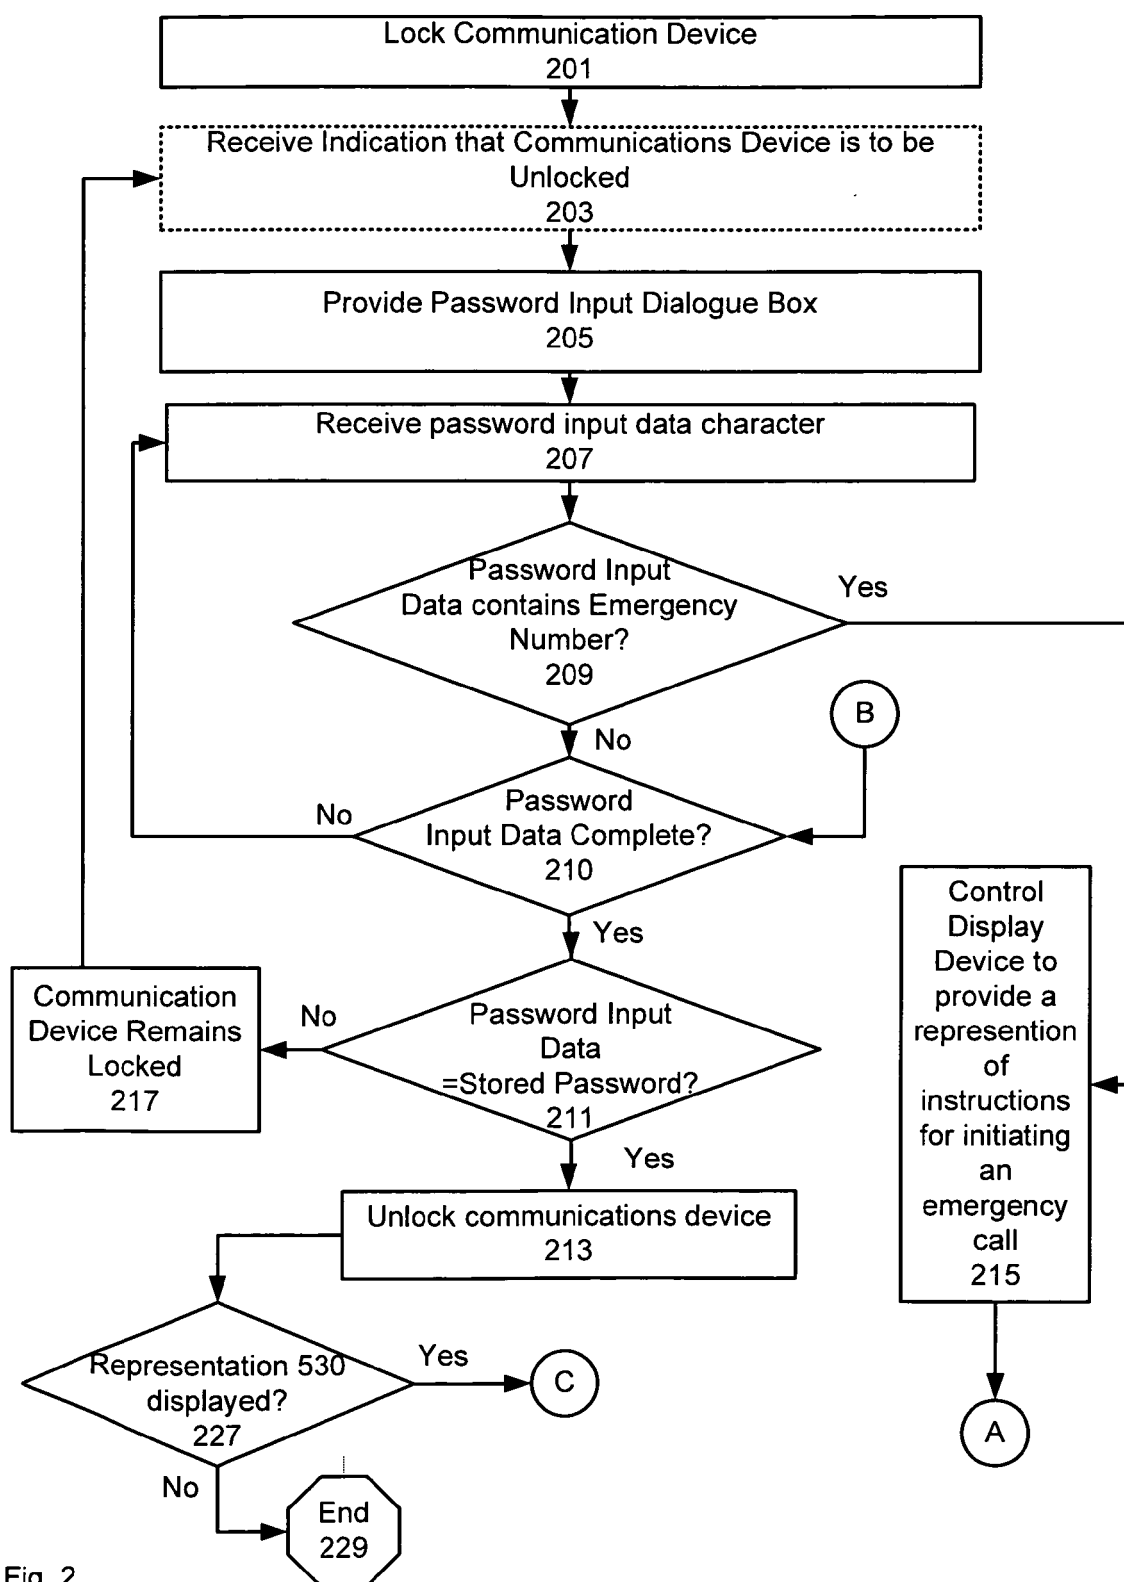 Lock Communication Device
201
Receive Indication that Communications Device is to be
Unlocked
203
Provide Password Input Dialogue Box
205
Receive password input data character
207
Password Input
Data contains Emergency
Number?
209
Yes
B
No
Password
Input Data Complete?
210
No
Yes
Control
Display
Device to
provide a
represention
of
instructions
for initiating
an
emergency
call
215
Communication
Device Remains
Locked
217
No
Password Input
Data
=Stored Password?
211
Yes
Unlock communications device
213
Representation 530
displayed?
227
Yes
C
A
No
End
229
Fig. 2